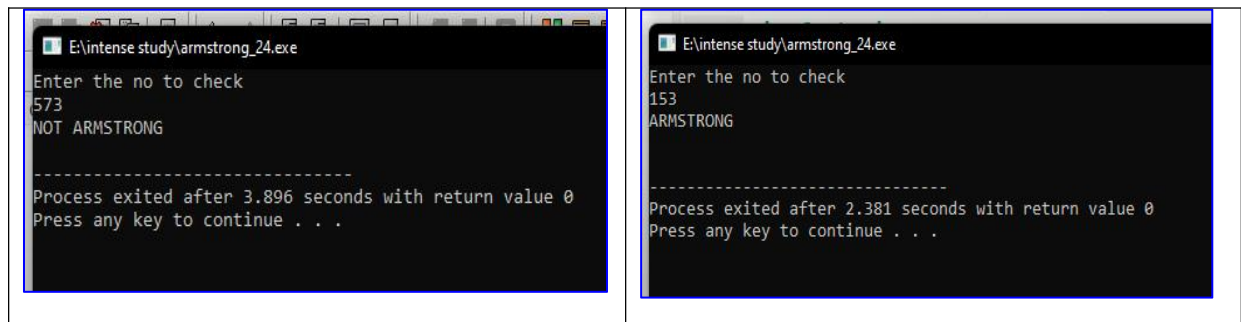 E:\intense study\armstrong_24.exe
Enter the no to check
573
NOT ARMSTRONG
--------------------------------
Process exited after 3.896 seconds with return value 0
Press any key to continue . . .
E:\intense study\armstrong_24.exe
Enter the no to check
153
ARMSTRONG
--------------------------------
Process exited after 2.381 seconds with return value 0
Press any key to continue . . .